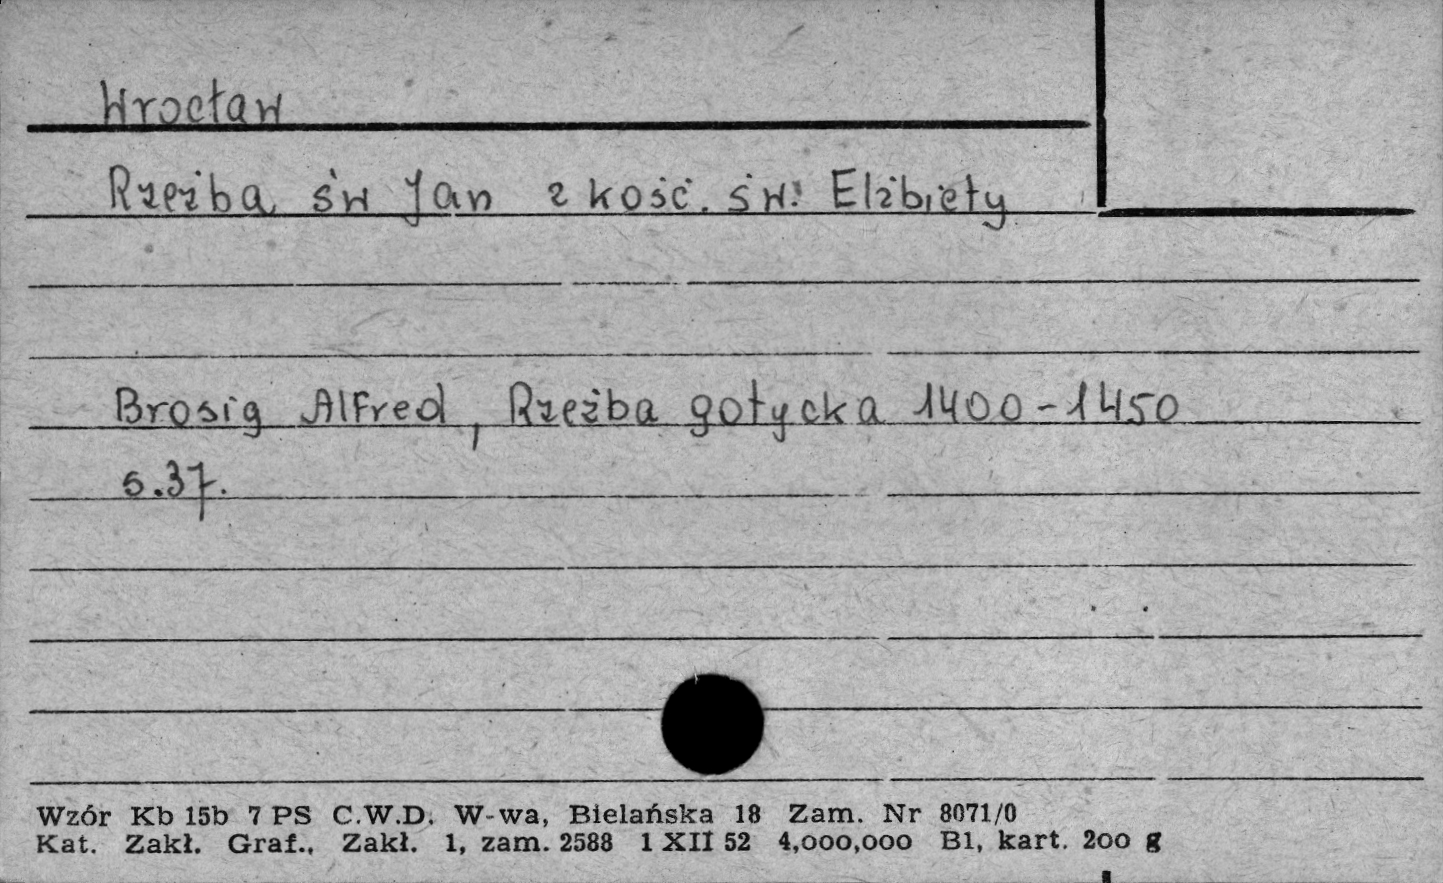 Wrocław
Rzeźba św Jan z kość. św. Elżbiety
Brosig Alfred, Rzeźba gotycka 1400-1450
s.37.
Wzór Kb 15b 7 PS C.W.D. W-wa, Bielańska 18 Zam. Nr 8071/0
Kat. Zakł. Graf., Zakł. 1, zam. 2588 1 XII 52 4,000,000 B1, kart. 200 g